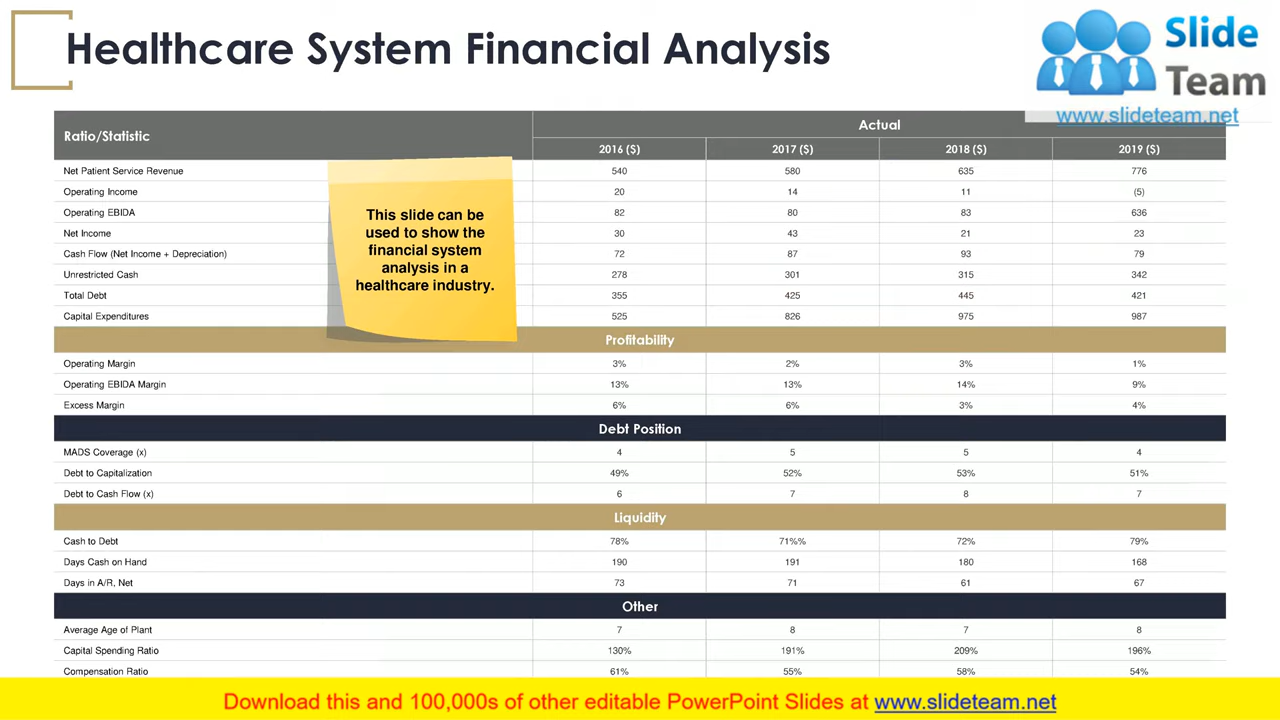 Healthcare System Financial Analysis
Slide
Team
www.slideteam.net
Ratio/Statistic
Actual
2016 ($) 2017 ($) 2018 ($) 2019 ($)
Net Patient Service Revenue 540 580 635 776
Operating Income 20 14 11 (5)
Operating EBIDA 82 80 83 636
Net Income 30 43 21 23
Cash Flow (Net Income + Depreciation) 72 87 93 79
Unrestricted Cash 278 301 315 342
Total Debt 355 425 445 421
Capital Expenditures 525 826 975 987
This slide can be
used to show the
financial system
analysis in a
healthcare industry.
Profitability
Operating Margin 3% 2% 3% 1%
Operating EBIDA Margin 13% 13% 14% 9%
Excess Margin 6% 6% 3% 4%
Debt Position
MADS Coverage (x) 4 5 5 4
Debt to Capitalization 49% 52% 53% 51%
Debt to Cash Flow (x) 6 7 8 7
Liquidity
Cash to Debt 78% 71%% 72% 79%
Days Cash on Hand 190 191 180 168
Days in A/R, Net 73 71 61 67
Other
Average Age of Plant 7 8 7 8
Capital Spending Ratio 130% 191% 209% 196%
Compensation Ratio 61% 55% 58% 54%
Download this and 100,000s of other editable PowerPoint Slides at www.slideteam.net